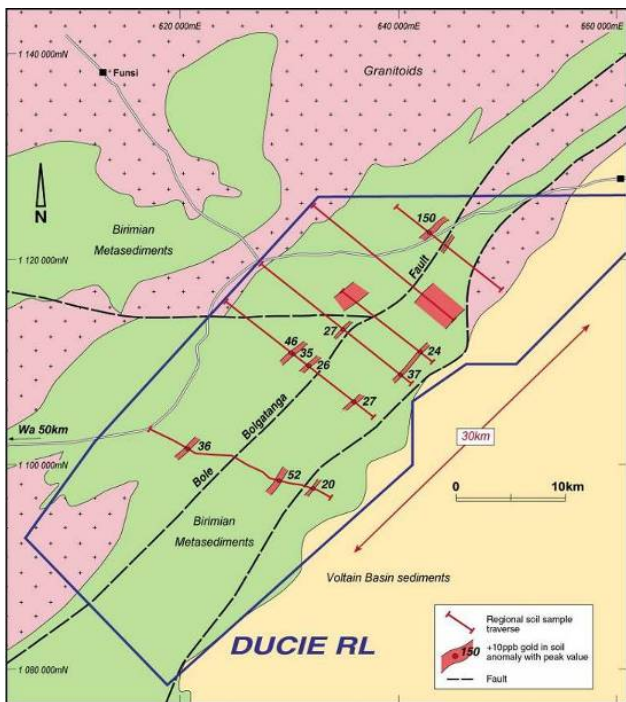 620 000mE
640 000mE
660 000mE
1 140 000mN
Funsi
Granitoids
N
Birimian
Metasediments
150
1 120 000mN
Fault
27
46
35
26
24
37
27
Bolgatanga
Wa 50km
30km
36
1 100 000mN
Bole
52
20
0
10km
Birimian
Metasediments
Voltain Basin sediments
DUCIE RL
Regional soil sample
traverse
150
+10ppb gold in soil
anomaly with peak value
Fault
1 080 000mN